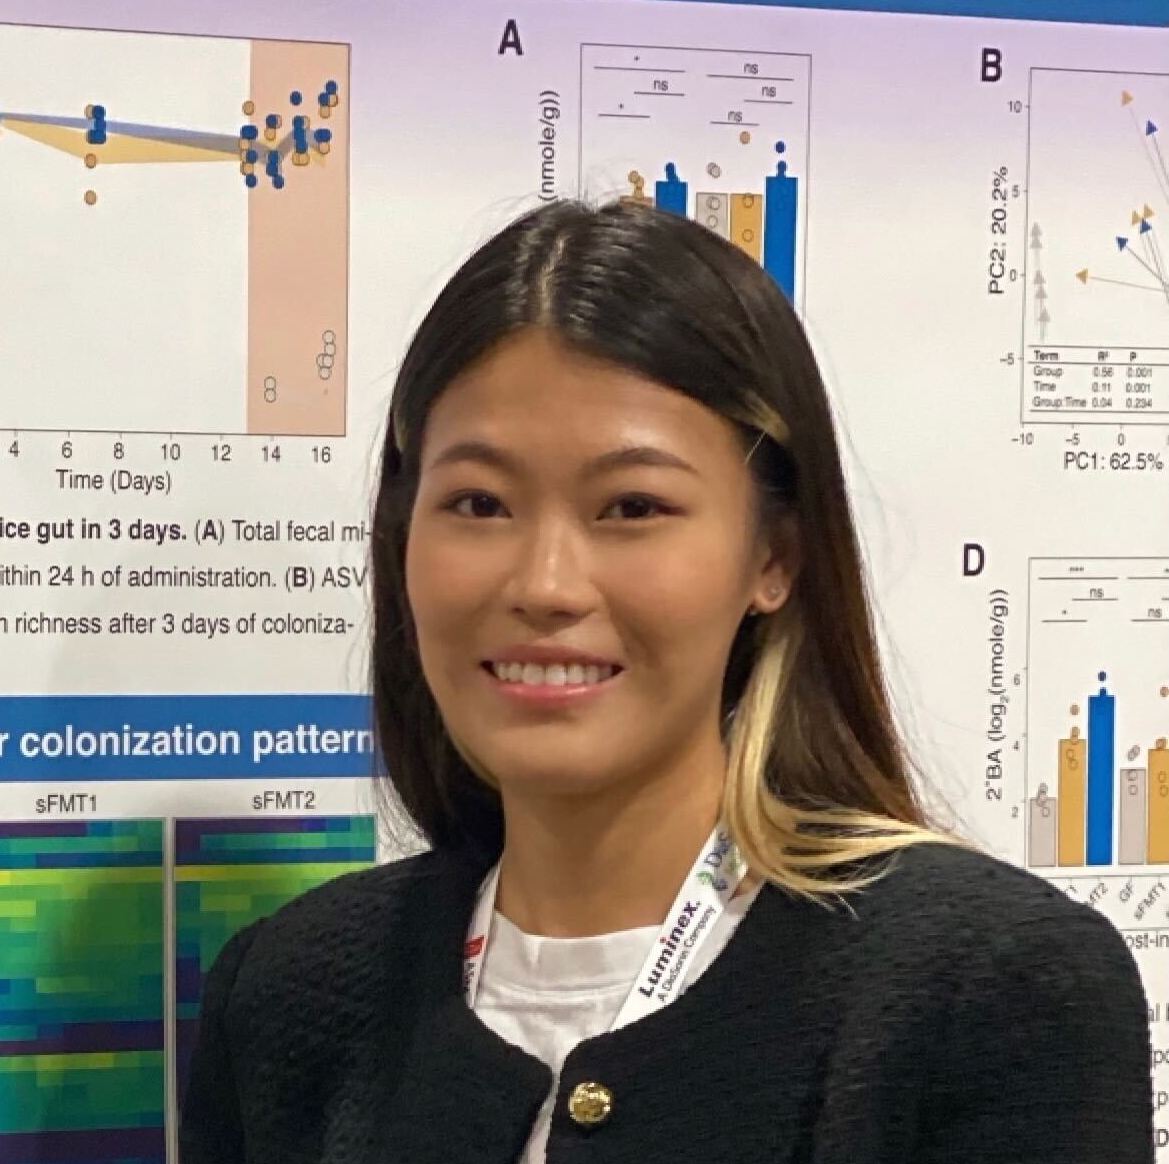 A
B
(nmole/g))
*
ns
*
ns
ns
ns
PC2: 20.2%
10
5
0
-5
Term R² P
Group 0.56 0.001
Time 0.11 0.001
Group:Time 0.04 0.234
-10 -5 0
PC1: 62.5%
4 6 8 10 12 14 16
Time (Days)
ice gut in 3 days. (A) Total fecal mi-
ithin 24 h of administration. (B) ASV
n richness after 3 days of coloniza-
r colonization pattern
sFMT1
sFMT2
D
2°BA (log2(nmole/g))
***
ns
*
ns
6
4
2
GF
sFMT1
ost-in
Luminex.
A DiaSorin Company